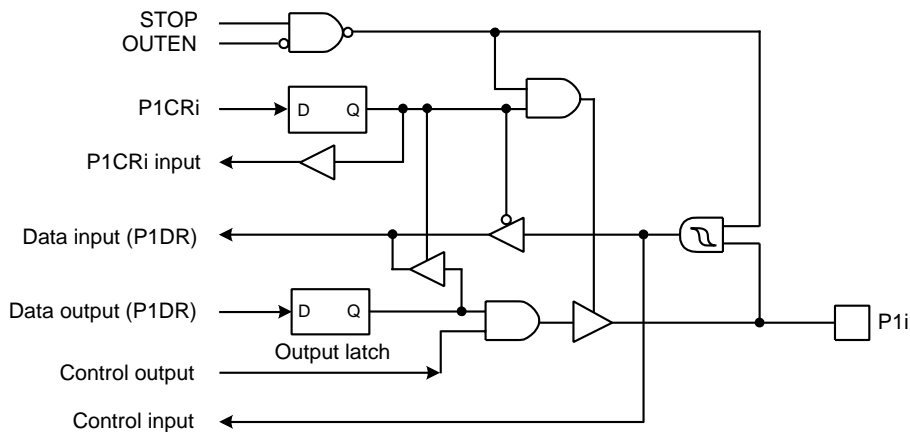 STOP
OUTEN
P1CRi
D Q
P1CRi input
Data input (P1DR)
Data output (P1DR)
D Q
P1i
Output latch
Control output
Control input